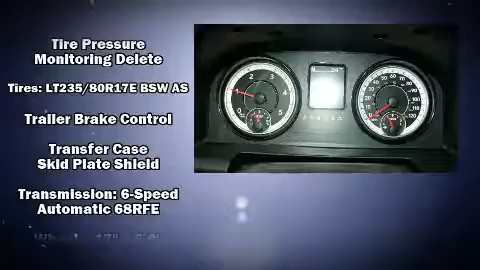 Tire Pressure
Monitoring Delete
Tires: LT235/80R17E BSW AS
Trailer Brake Control
Transfer Case
Skid Plate Shield
Transmission: 6-Speed
Automatic 68RFE